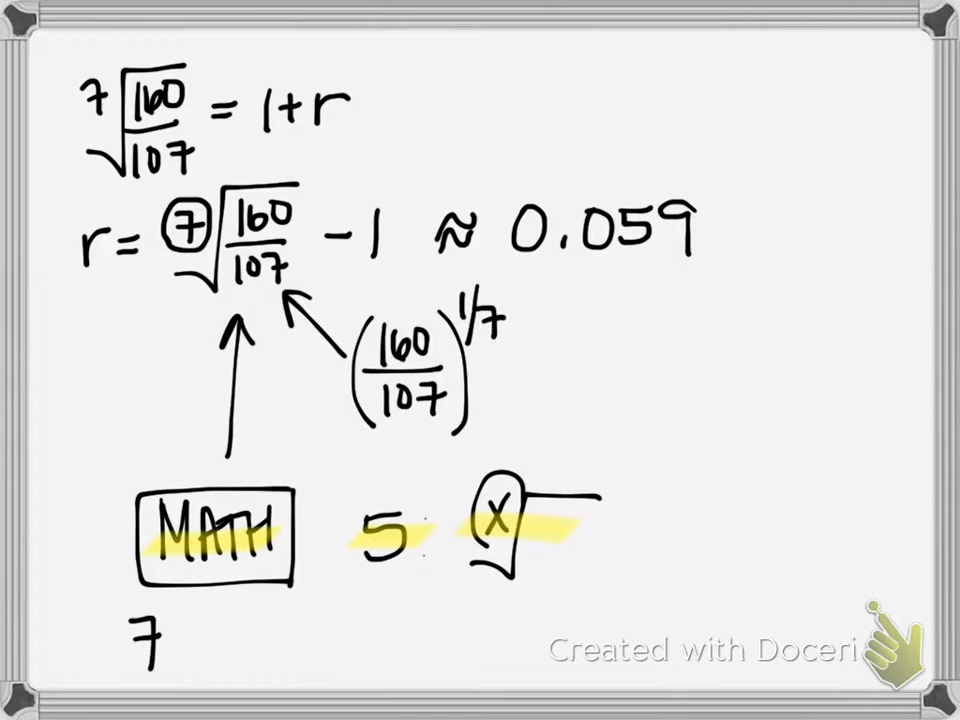 ⁷√(160/107) = 1+r
r = ⁷√(160/107) - 1 ≈ 0.059
(160/107)^1/7
MATH 5: ˣ√
7
Created with Doceri